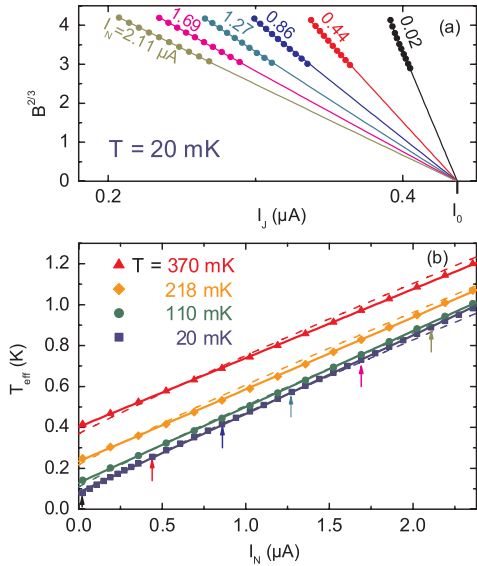 (a)
I_N=2.11 µA
1.69
1.27
0.86
0.44
0.02
4
3
2
1
0
B^2/3
T = 20 mK
0.2
0.4
I_J (µA)
I_0
(b)
1.2
1.0
0.8
0.6
0.4
0.2
0.0
T_eff (K)
T = 370 mK
218 mK
110 mK
20 mK
0.0
0.5
1.0
1.5
2.0
I_N (µA)